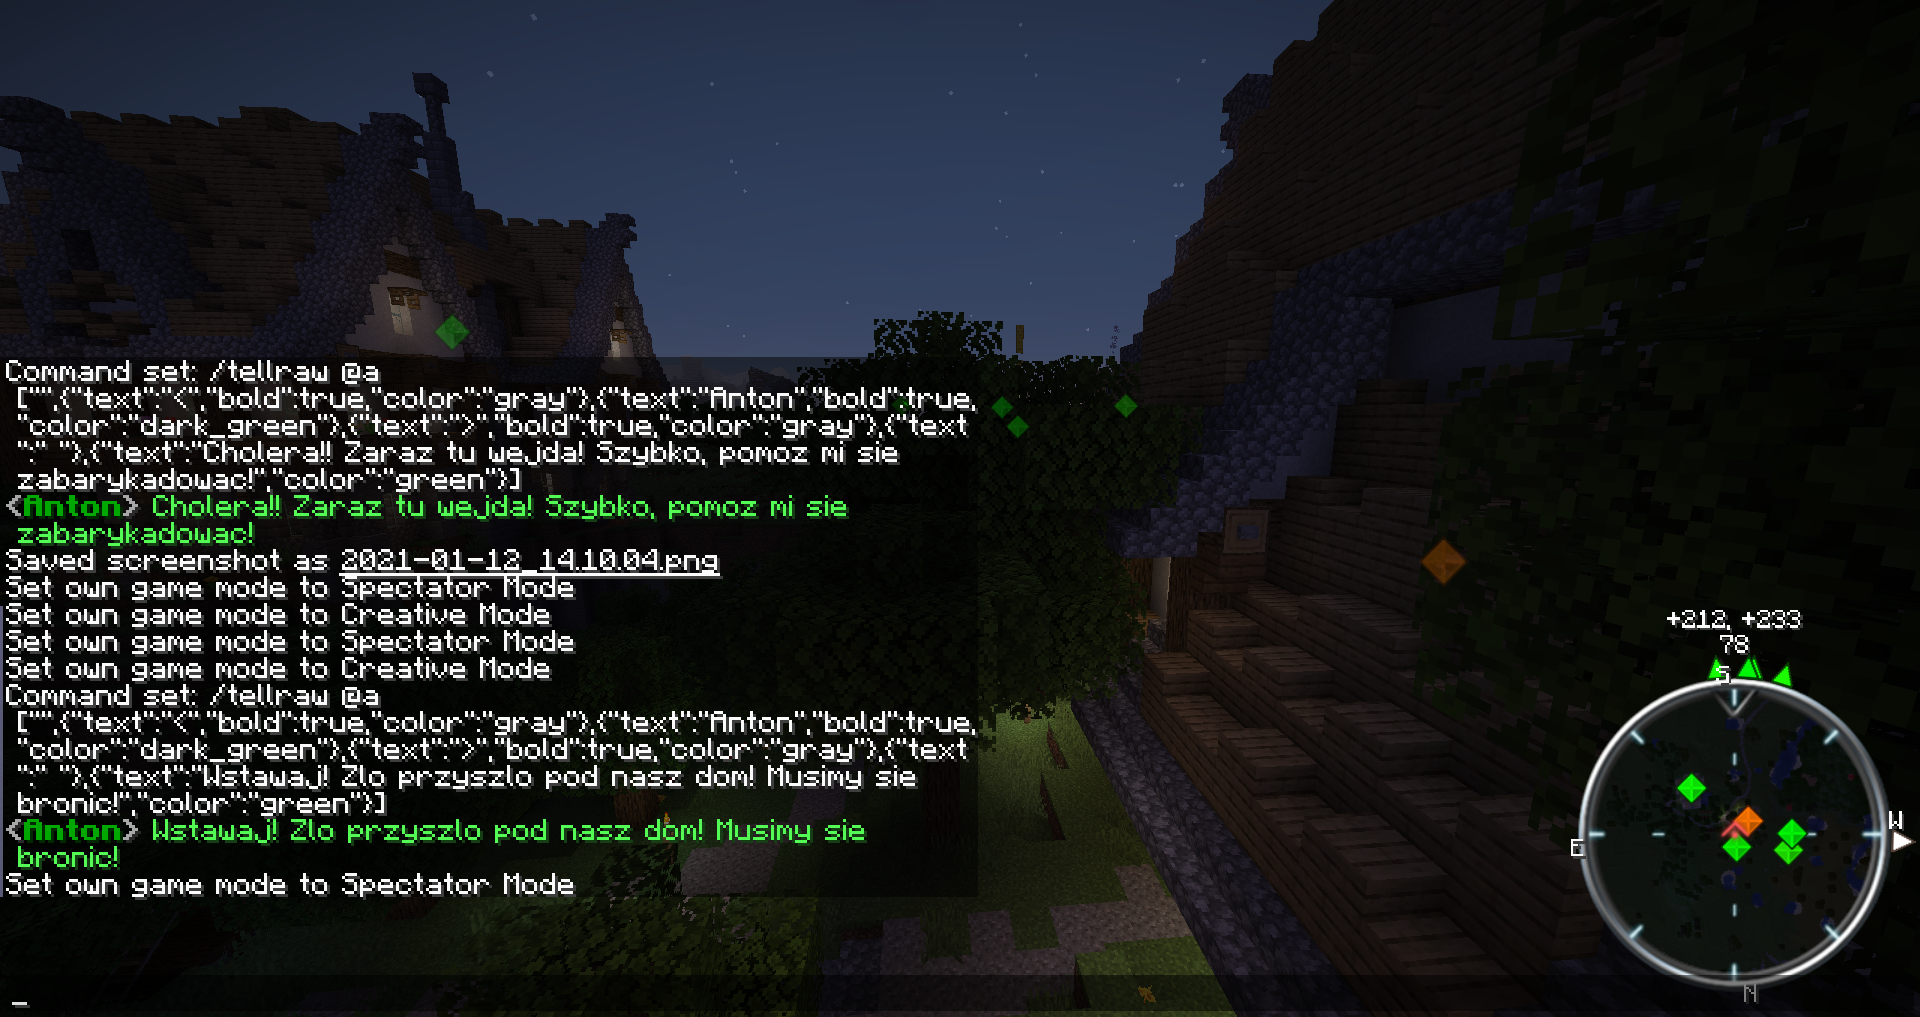 Command set: /tellraw @a
["",{"text":"<","bold":true,"color":"gray"},{"text":"Anton","bold":true,
"color":"dark_green"},{"text":">","bold":true,"color":"gray"},{"text
":" "},{"text":"Cholera!! Zaraz tu wejda! Szybko, pomoz mi sie
zabarykadowac!","color":"green"}]
<Anton> Cholera!! Zaraz tu wejda! Szybko, pomoz mi sie
zabarykadowac!
Saved screenshot as 2021-01-12_14.10.04.png
Set own game mode to Spectator Mode
Set own game mode to Creative Mode
Set own game mode to Spectator Mode
Set own game mode to Creative Mode
Command set: /tellraw @a
["",{"text":"<","bold":true,"color":"gray"},{"text":"Anton","bold":true,
"color":"dark_green"},{"text":">","bold":true,"color":"gray"},{"text
":" "},{"text":"Wstawaj! Zlo przyszlo pod nasz dom! Musimy sie
bronic!","color":"green"}]
<Anton> Wstawaj! Zlo przyszlo pod nasz dom! Musimy sie
bronic!
Set own game mode to Spectator Mode
_
+212, +233
78
S
W
E
N